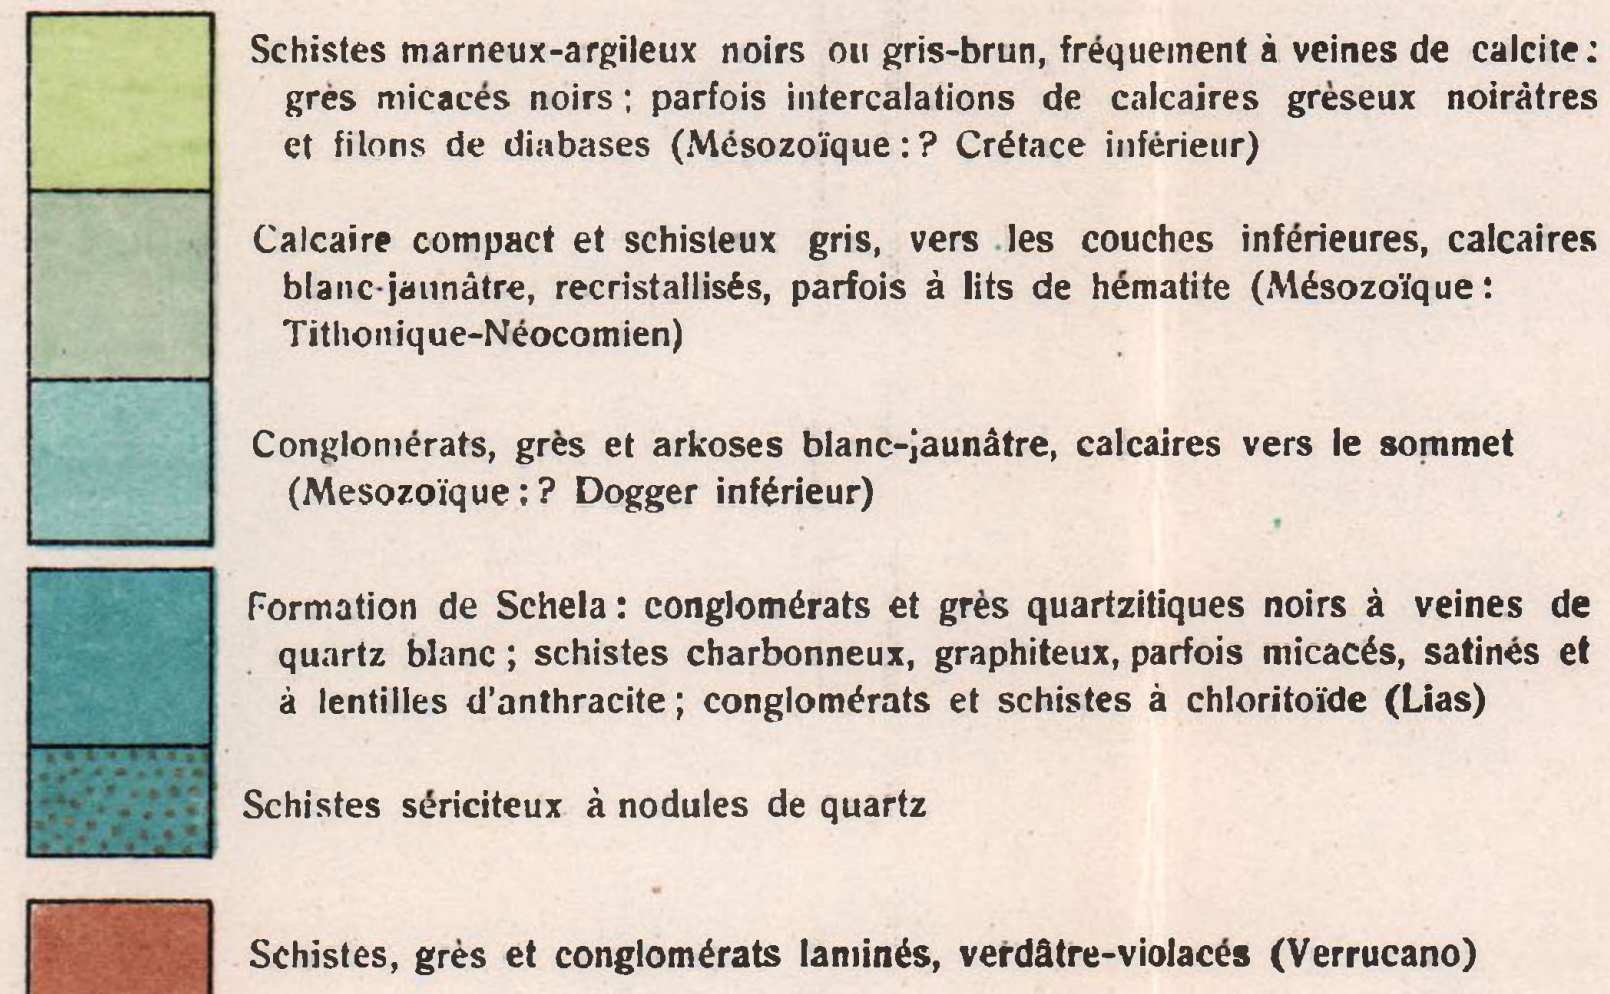 Schistes marneux-argileux noirs ou gris-brun, fréquement à veines de calcite :
grès micacés noirs ; parfois intercalations de calcaires grèseux noirâtres
et filons de diabases (Mésozoïque : ? Crétace inférieur)
Calcaire compact et schisteux gris, vers les couches inférieures, calcaires
blanc-jaunâtre, recristallisés, parfois à lits de hématite (Mésozoïque :
Tithonique-Néocomien)
Conglomérats, grès et arkoses blanc-jaunâtre, calcaires vers le sommet
(Mesozoïque : ? Dogger inférieur)
Formation de Schela : conglomérats et grès quartzitiques noirs à veines de
quartz blanc ; schistes charbonneux, graphiteux, parfois micacés, satinés et
à lentilles d'anthracite ; conglomérats et schistes à chloritoïde (Lias)
Schistes sériciteux à nodules de quartz
Schistes, grès et conglomérats laminés, verdâtre-violacés (Verrucano)